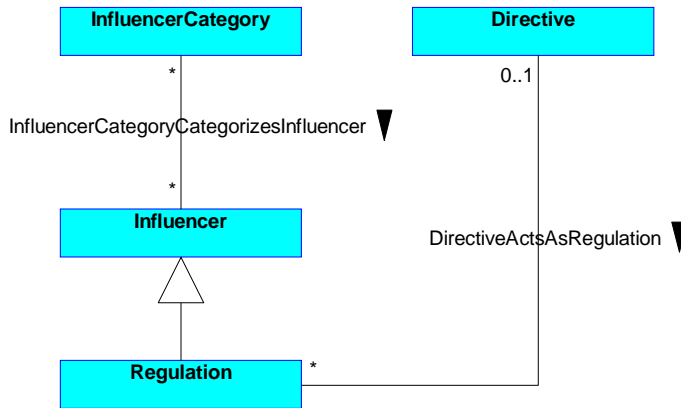 InfluencerCategory
Directive
*
0..1
InfluencerCategoryCategorizesInfluencer
*
Influencer
DirectiveActsAsRegulation
*
Regulation